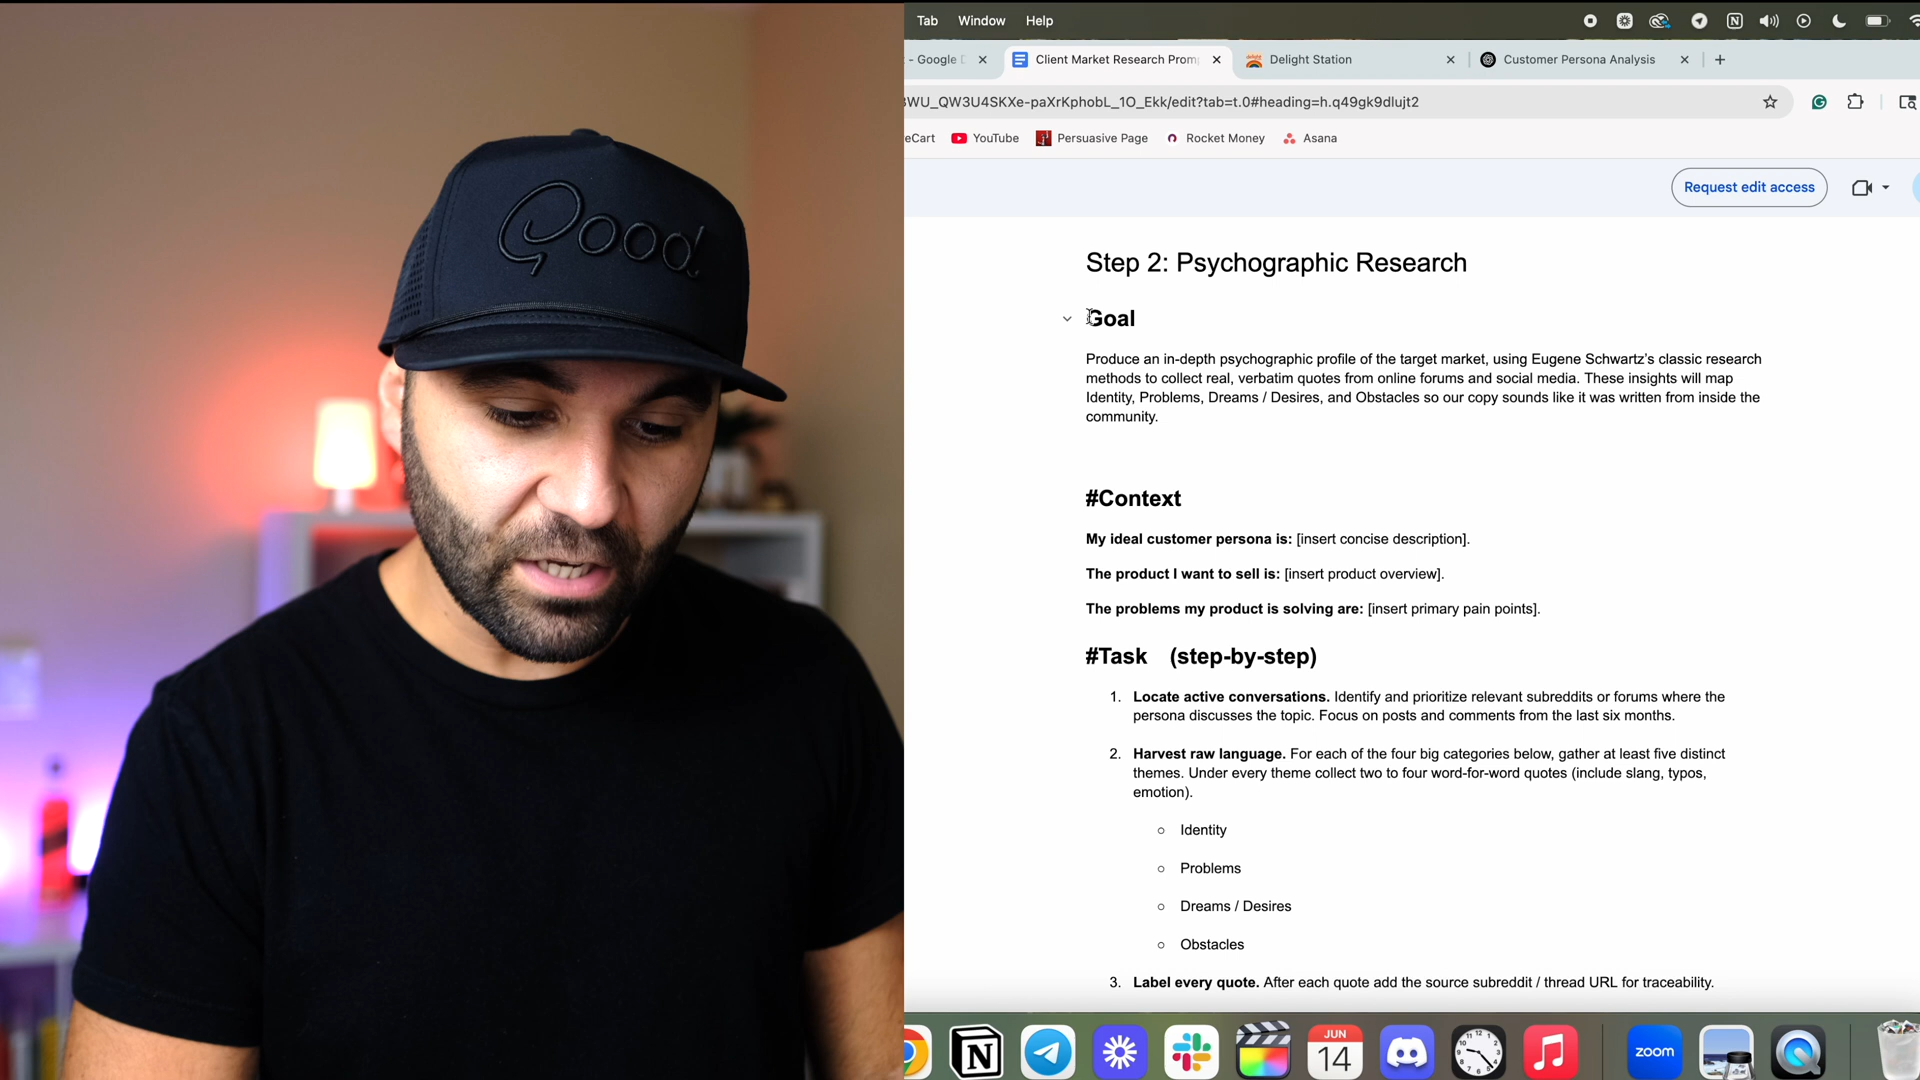 Good
Tab Window Help
- Google D
Client Market Research Prom
Delight Station
Customer Persona Analysis
WU_QW3U4SKXe-paXrKphobL_1O_Ekk/edit?tab=t.0#heading=h.q49gk9dlujt2
eCart YouTube Persuasive Page Rocket Money Asana
Request edit access
Step 2: Psychographic Research
Goal
Produce an in-depth psychographic profile of the target market, using Eugene Schwartz's classic research
methods to collect real, verbatim quotes from online forums and social media. These insights will map
Identity, Problems, Dreams / Desires, and Obstacles so our copy sounds like it was written from inside the
community.
#Context
My ideal customer persona is: [insert concise description].
The product I want to sell is: [insert product overview].
The problems my product is solving are: [insert primary pain points].
#Task (step-by-step)
1. Locate active conversations. Identify and prioritize relevant subreddits or forums where the
persona discusses the topic. Focus on posts and comments from the last six months.
2. Harvest raw language. For each of the four big categories below, gather at least five distinct
themes. Under every theme collect two to four word-for-word quotes (include slang, typos,
emotion).
Identity
Problems
Dreams / Desires
Obstacles
3. Label every quote. After each quote add the source subreddit / thread URL for traceability.
JUN
14
zoom